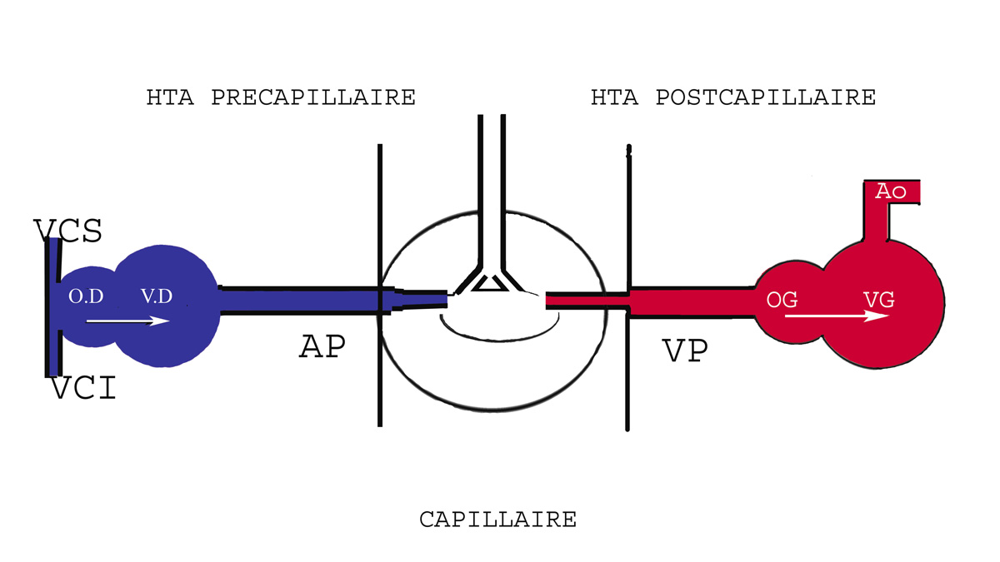 HTA PRECAPILLAIRE
HTA POSTCAPILLAIRE
Ao
VCS
O.D
V.D
OG
VG
AP
VP
VCI
CAPILLAIRE